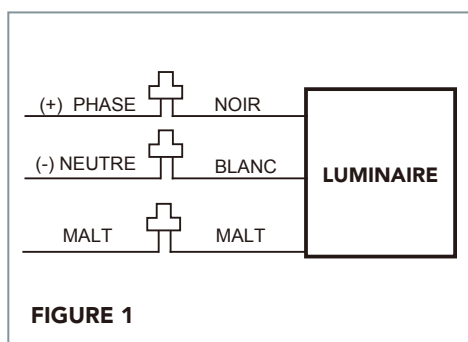 (+) PHASE NOIR
(-) NEUTRE BLANC
LUMINAIRE
MALT MALT
FIGURE 1